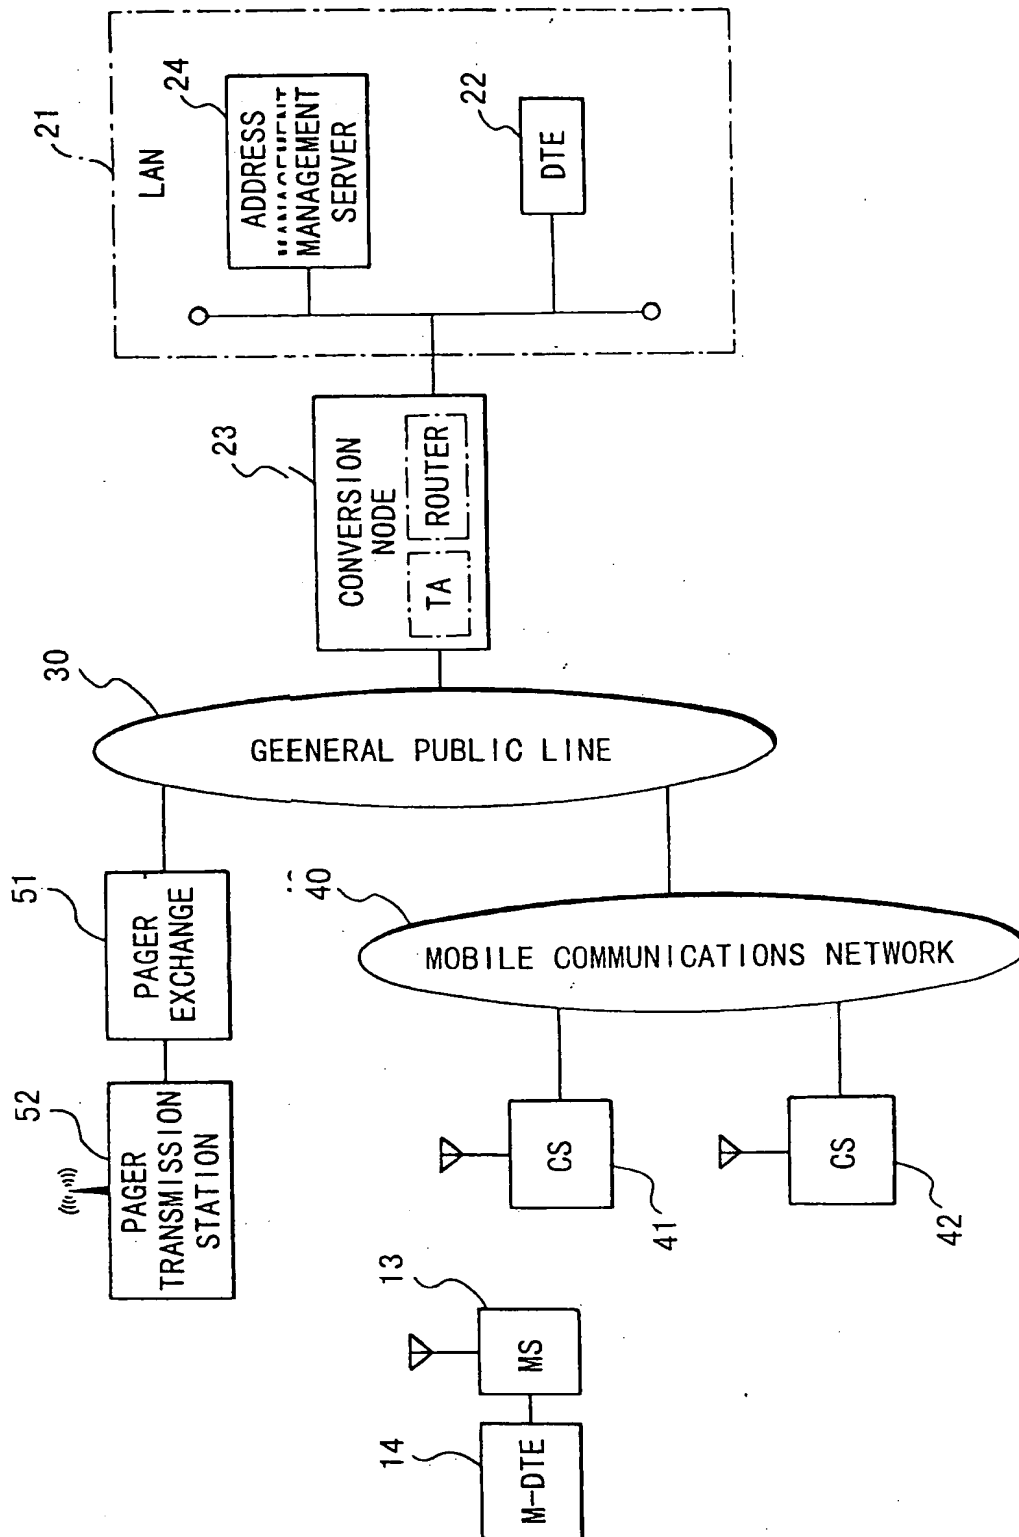 21
LAN
24
ADDRESS
MANAGEMENT
MANAGEMENT
SERVER
22
DTE
23
CONVERSION
NODE
TA
ROUTER
30
GEENERAL PUBLIC LINE
51
PAGER
EXCHANGE
52
PAGER
TRANSMISSION
STATION
40
MOBILE COMMUNICATIONS NETWORK
CS
41
CS
42
13
MS
14
M-DTE